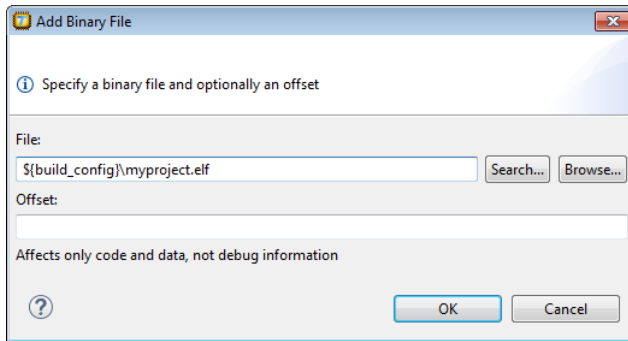 Add Binary File
Specify a binary file and optionally an offset
File:
${build_config}\myproject.elf Search... Browse...
Offset:
Affects only code and data, not debug information
? OK Cancel